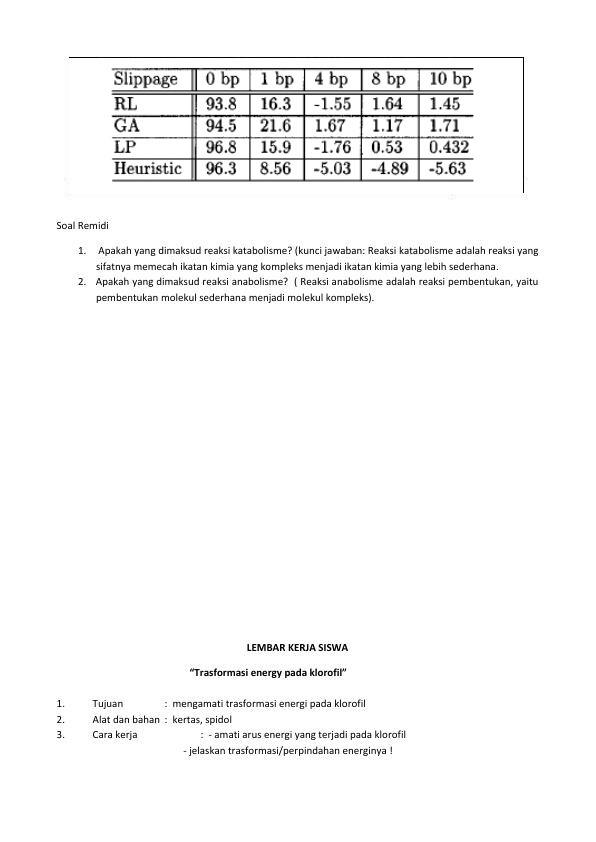 Slippage 0 bp 1 bp 4 bp 8 bp 10 bp
RL 93.8 16.3 -1.55 1.64 1.45
GA 94.5 21.6 1.67 1.17 1.71
LP 96.8 15.9 -1.76 0.53 0.432
Heuristic 96.3 8.56 -5.03 -4.89 -5.63
Soal Remidi
1. Apakah yang dimaksud reaksi katabolisme? (kunci jawaban: Reaksi katabolisme adalah reaksi yang
sifatnya memecah ikatan kimia yang kompleks menjadi ikatan kimia yang lebih sederhana.
2. Apakah yang dimaksud reaksi anabolisme? ( Reaksi anabolisme adalah reaksi pembentukan, yaitu
pembentukan molekul sederhana menjadi molekul kompleks).
LEMBAR KERJA SISWA
“Trasformasi energy pada klorofil”
1. Tujuan : mengamati trasformasi energi pada klorofil
2. Alat dan bahan : kertas, spidol
3. Cara kerja : - amati arus energi yang terjadi pada klorofil
- jelaskan trasformasi/perpindahan energinya !